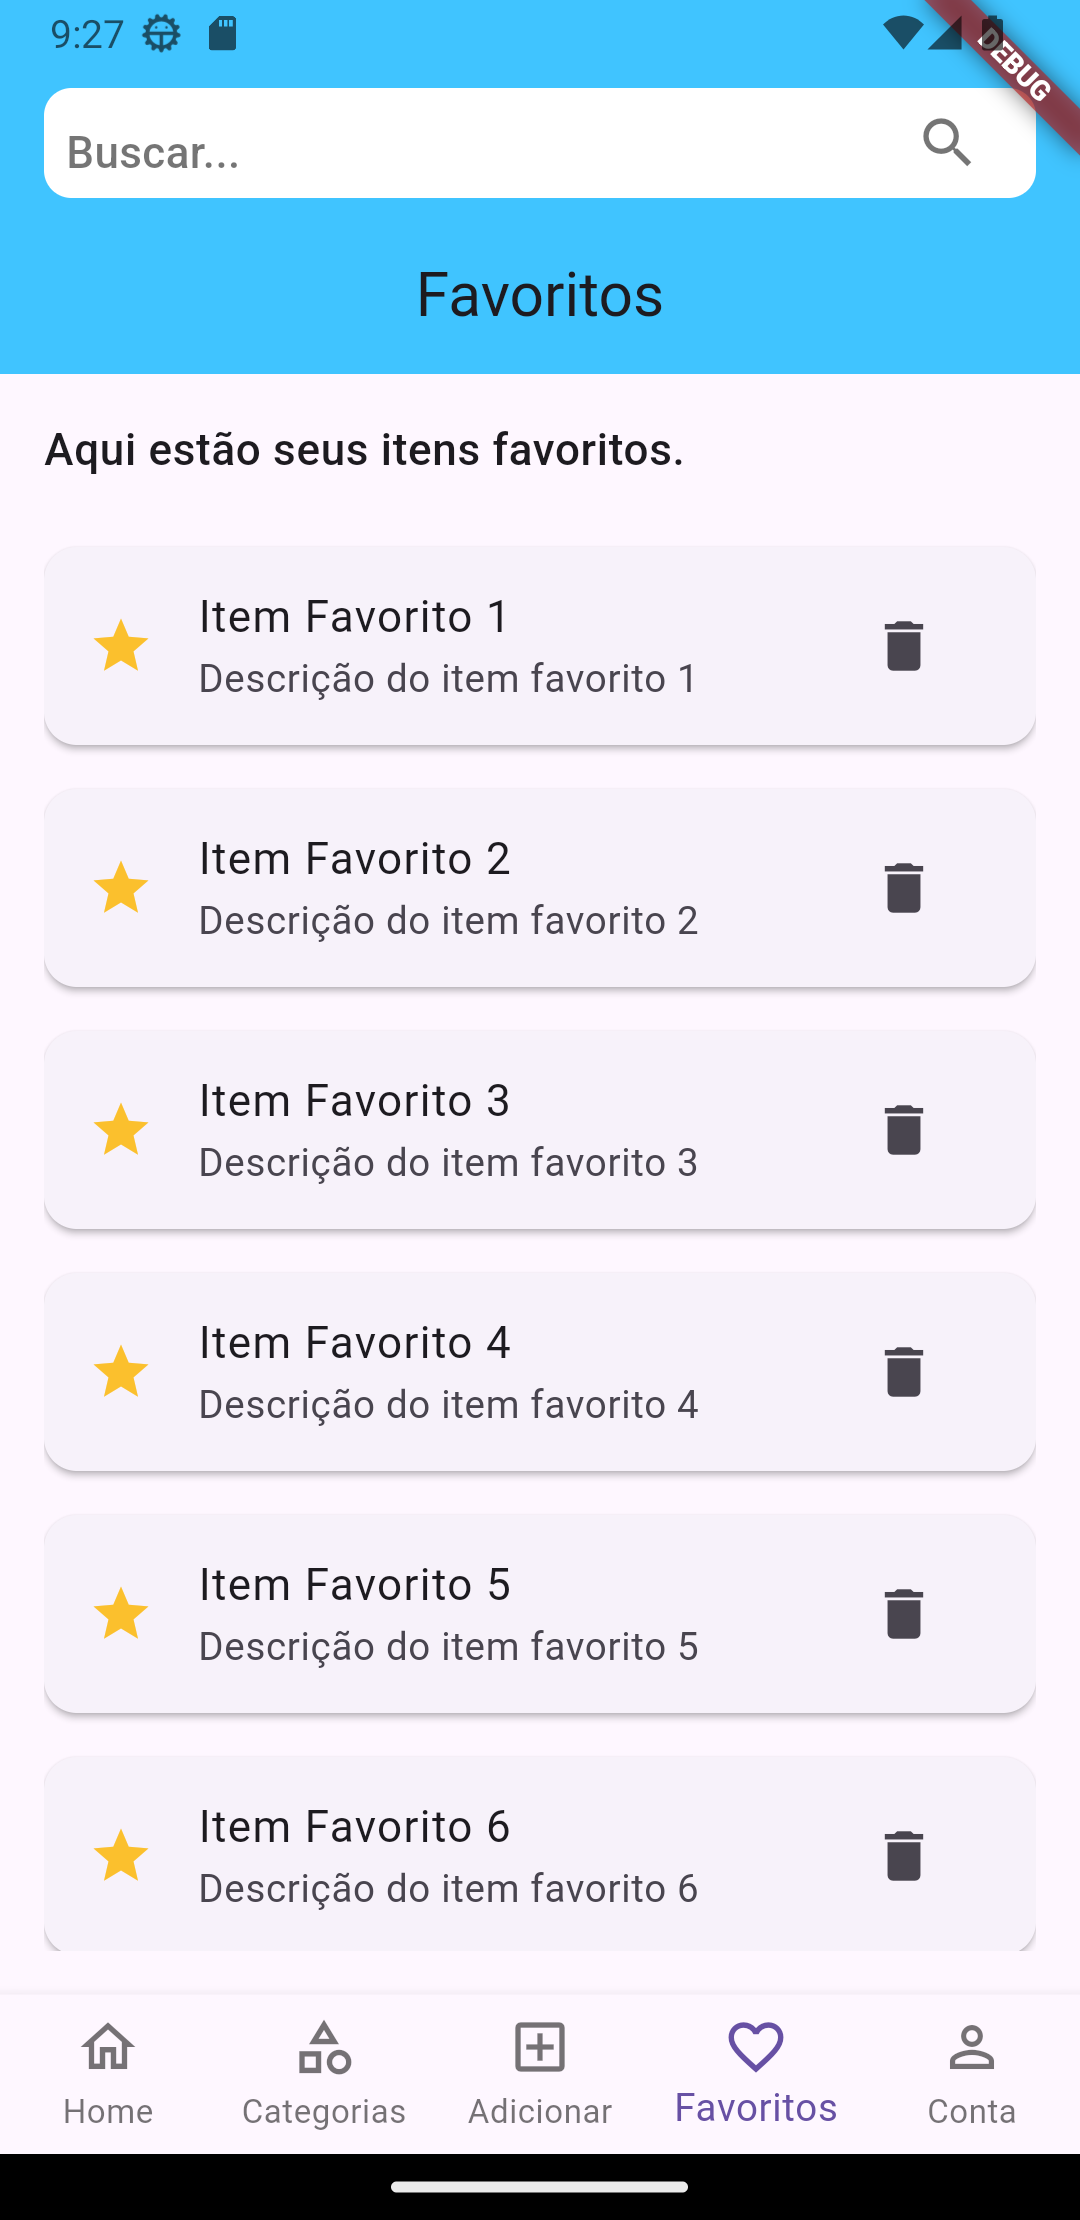 9:27
DEBUG
Buscar...
Favoritos
Aqui estão seus itens favoritos.
Item Favorito 1
Descrição do item favorito 1
Item Favorito 2
Descrição do item favorito 2
Item Favorito 3
Descrição do item favorito 3
Item Favorito 4
Descrição do item favorito 4
Item Favorito 5
Descrição do item favorito 5
Item Favorito 6
Descrição do item favorito 6
Home
Categorias
Adicionar
Favoritos
Conta